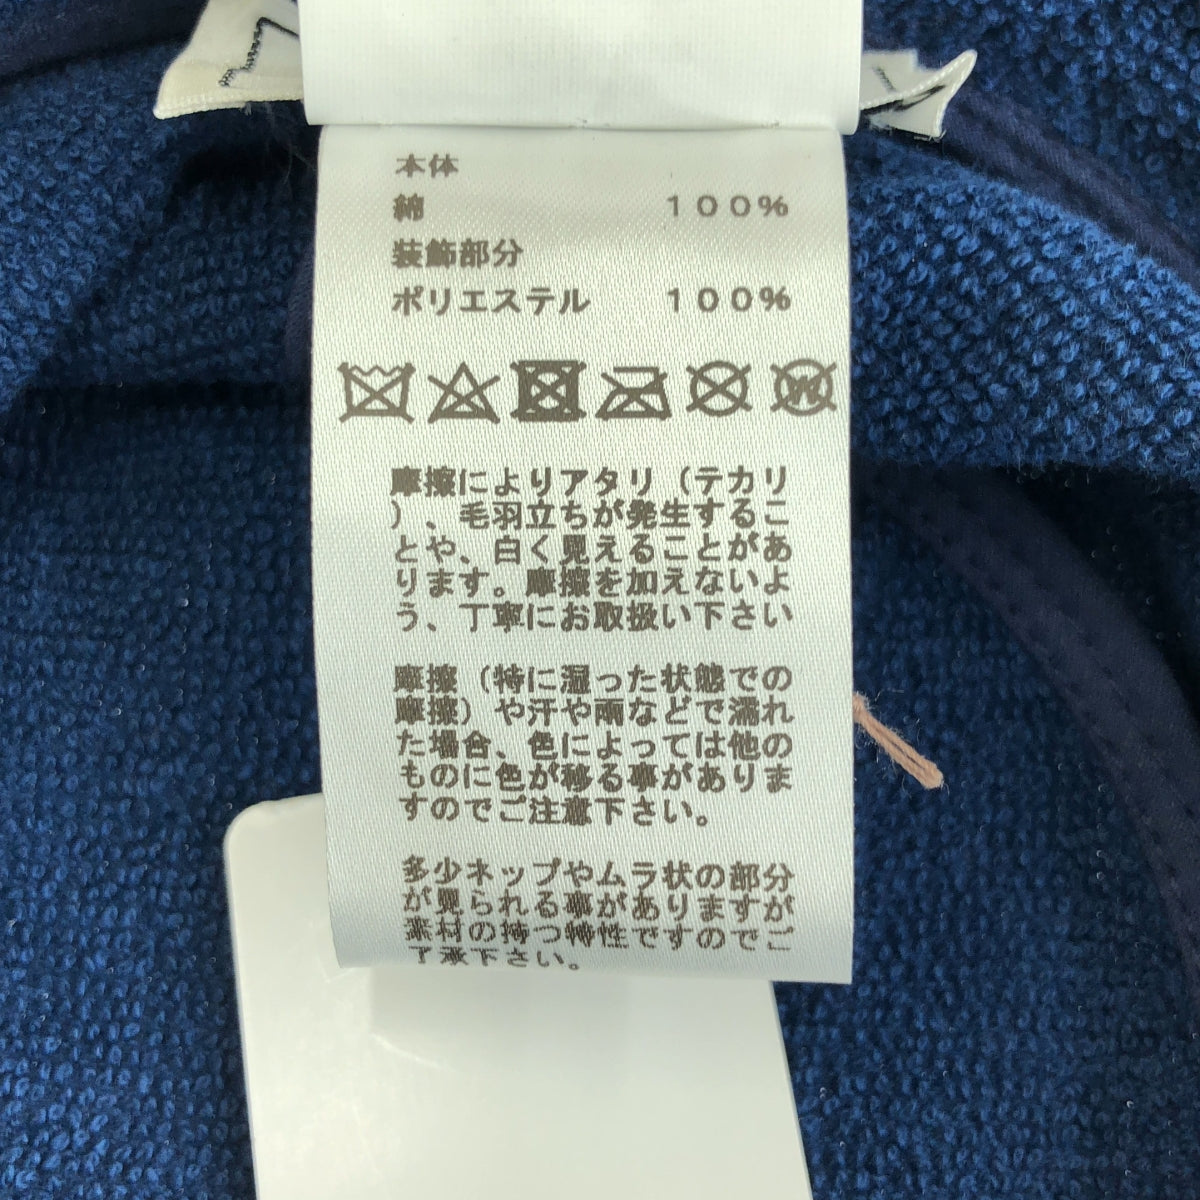 本体
綿 100%
装飾部分
ポリエステル 100%
W
摩擦によりアタリ（テカリ
）、毛羽立ちが発生するこ
とや、白く見えることがあ
ります。摩擦を加えないよ
う、丁寧にお取扱い下さい
摩擦（特に湿った状態での
摩擦）や汗や雨などで濡れ
た場合、色によっては他の
ものに色が移る事がありま
すのでご注意下さい。
多少ネップやムラ状の部分
が見られる事がありますが
素材の持つ特性ですのでご
了承下さい。